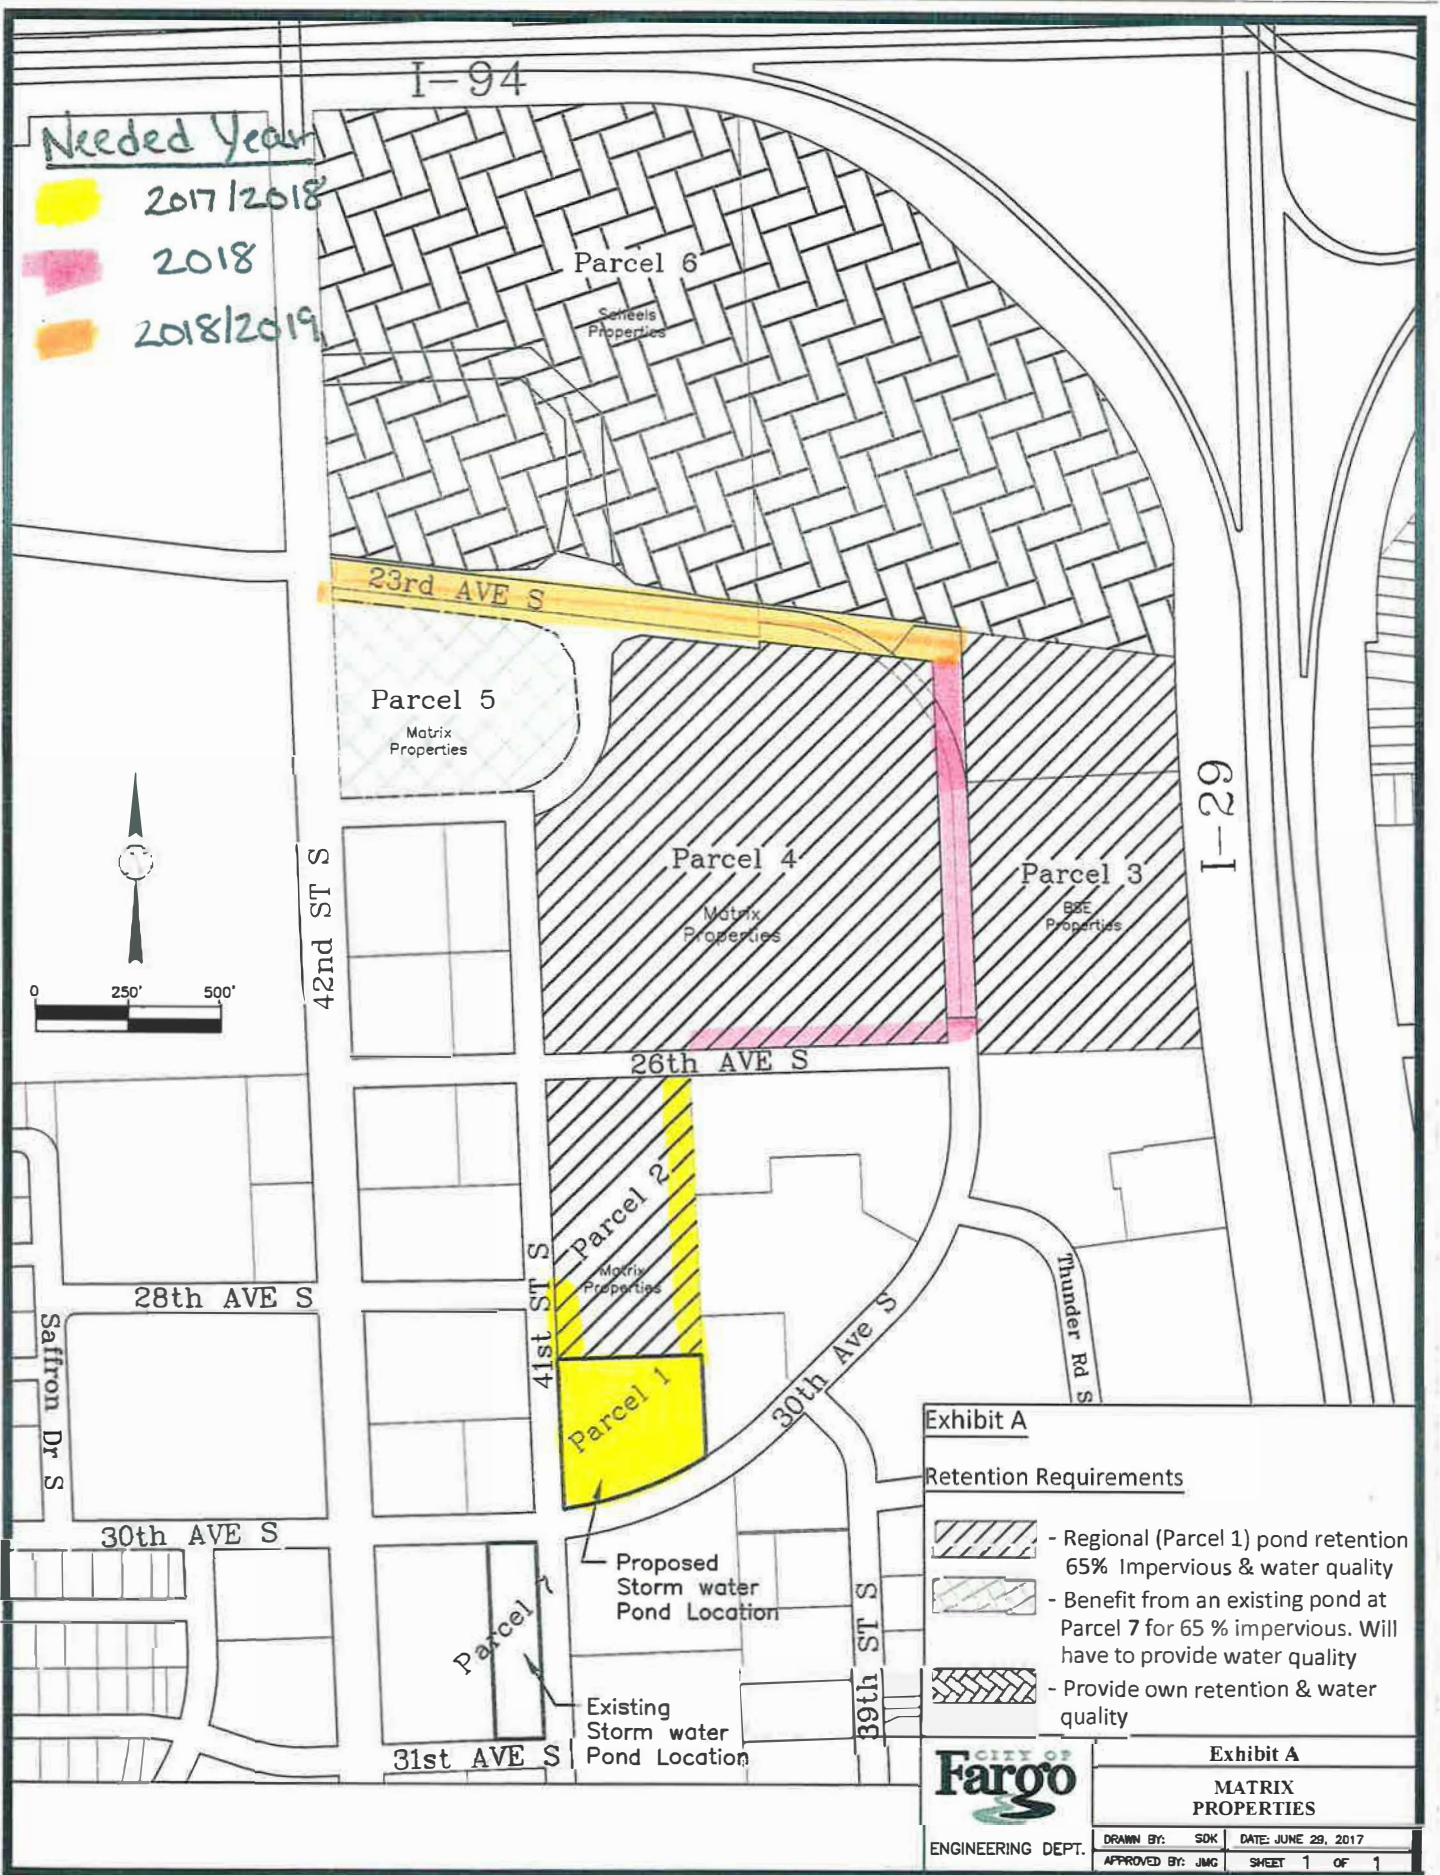 I-94
Needed Year
2017/2018
2018
2018/2019
Parcel 6
Scheels
Properties
23rd AVE S
Parcel 5
Matrix
Properties
I-29
Parcel 4
Matrix
Properties
Parcel 3
BSE
Properties
42nd ST S
0 250' 500'
26th AVE S
Parcel 2
Matrix
Properties
41st ST S
28th AVE S
Saffron Dr S
Thunder Rd S
30th Ave S
Parcel 1
30th AVE S
Proposed
Storm water
Pond Location
Parcel 7
Existing
Storm water
Pond Location
39th ST S
31st AVE S
Exhibit A
Retention Requirements
- Regional (Parcel 1) pond retention
65% Impervious & water quality
- Benefit from an existing pond at
Parcel 7 for 65 % impervious. Will
have to provide water quality
- Provide own retention & water
quality
CITY OF
Fargo
ENGINEERING DEPT.
Exhibit A
MATRIX
PROPERTIES
DRAWN BY: SDK DATE: JUNE 29, 2017
APPROVED BY: JMG SHEET 1 OF 1